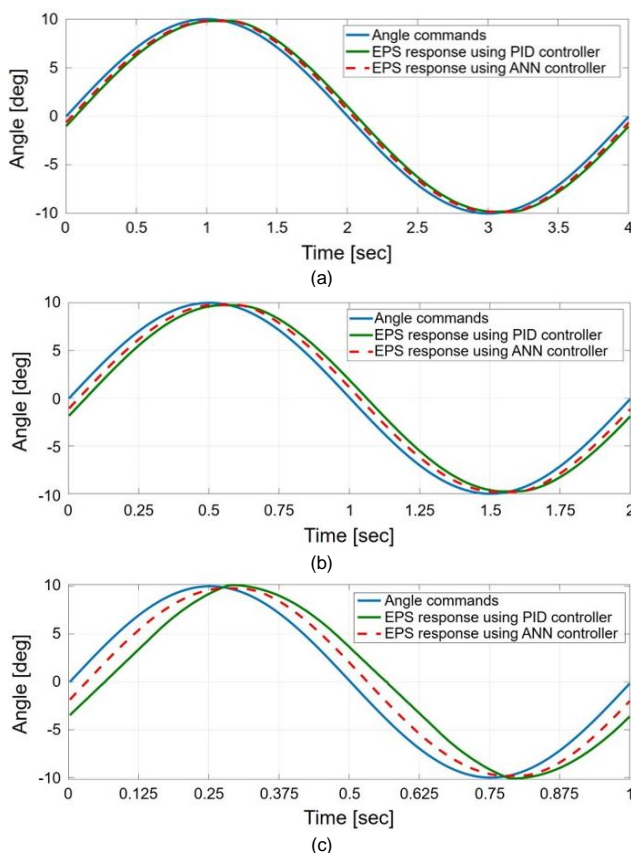 10
5
0
-5
-10
Angle [deg]
Angle commands
EPS response using PID controller
EPS response using ANN controller
0 0.5 1 1.5 2 2.5 3 3.5 4
Time [sec]
(a)
10
5
0
-5
-10
Angle [deg]
Angle commands
EPS response using PID controller
EPS response using ANN controller
0 0.25 0.5 0.75 1 1.25 1.5 1.75 2
Time [sec]
(b)
10
5
0
-5
-10
Angle [deg]
Angle commands
EPS response using PID controller
EPS response using ANN controller
0 0.125 0.25 0.375 0.5 0.625 0.75 0.875 1
Time [sec]
(c)